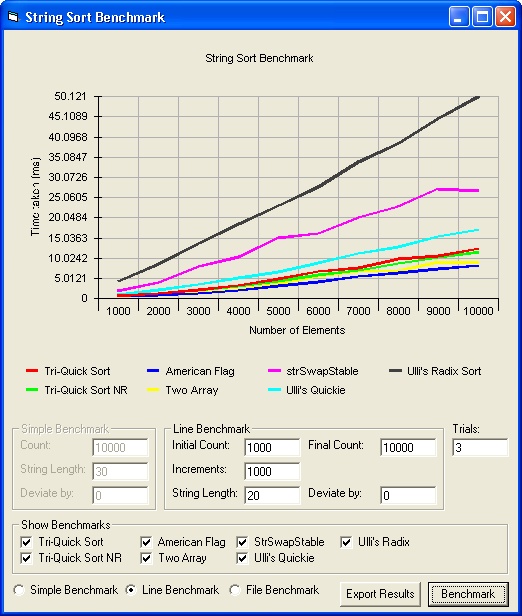 String Sort Benchmark
String Sort Benchmark
50.121
45.1089
40.0968
35.0847
30.0726
25.0605
20.0484
15.0363
10.0242
5.0121
0
Time taken (ms)
1000 2000 3000 4000 5000 6000 7000 8000 9000 10000
Number of Elements
Tri-Quick Sort American Flag strSwapStable Ulli's Radix Sort
Tri-Quick Sort NR Two Array Ulli's Quickie
Simple Benchmark Line Benchmark Trials:
Count: 10000 Initial Count: 1000 Final Count: 10000 3
String Length: 30 Increments: 1000
Deviate by: 0 String Length: 20 Deviate by: 0
Show Benchmarks
Tri-Quick Sort American Flag StrSwapStable Ulli's Radix
Tri-Quick Sort NR Two Array Ulli's Quickie
Simple Benchmark Line Benchmark File Benchmark Export Results Benchmark